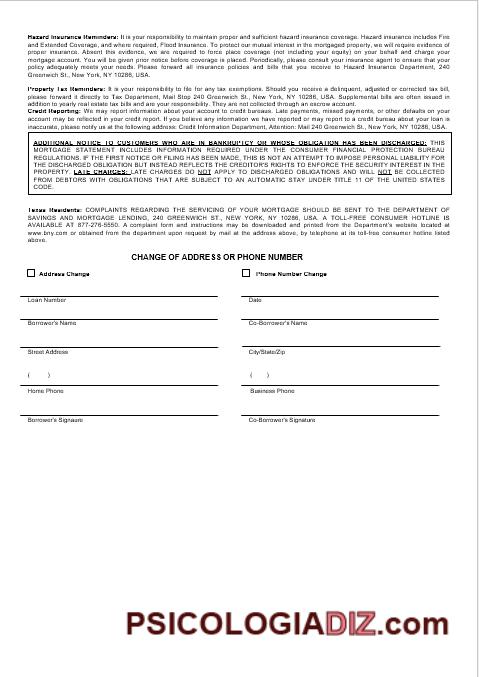 Hazard Insurance Reminders: It is your responsibility to maintain proper and sufficient hazard insurance coverage. Hazard insurance includes Fire
and Extended Coverage, and where required, Flood Insurance. To protect our mutual interest in the mortgaged property, we will require evidence
of proper insurance. Absent this evidence, we are required to force place coverage (not including your equity) on your behalf and charge your
mortgage account. You will be given prior notice before coverage is placed. Periodically, please consult your insurance agent to ensure that your
policy adequately meets your needs. Please forward all insurance policies and bills that you receive to Hazard Insurance Department, 240
Greenwich St., New York, NY 10286, USA.
Property Tax Reminders: It is your responsibility to file for any tax exemptions. Should you receive a delinquent, adjusted or corrected tax bill,
please forward it directly to Tax Department, Mail Stop 240 Greenwich St., New York, NY 10286, USA. Supplemental bills are often issued in
addition to yearly real estate tax bills and are your responsibility. They are not collected through an escrow account.
Credit Reporting: We may report information about your account to credit bureaus. Late payments, missed payments, or other defaults on your
account may be reflected in your credit report. If you believe any information we have reported or may report to a credit bureau about your loan is
inaccurate, please notify us at the following address: Credit Information Department, Attention: Mail 240 Greenwich St., New York, NY 10286, USA.
ADDITIONAL NOTICE TO CUSTOMERS WHO ARE IN BANKRUPTCY OR WHOSE OBLIGATION HAS BEEN DISCHARGED: THIS
MORTGAGE STATEMENT INCLUDES INFORMATION REQUIRED UNDER THE CONSUMER FINANCIAL PROTECTION BUREAU
REGULATIONS. IF THE FIRST NOTICE OR FILING HAS BEEN MADE, THIS IS NOT AN ATTEMPT TO IMPOSE PERSONAL LIABILITY FOR
THE DISCHARGED OBLIGATION BUT INSTEAD REFLECTS THE CREDITOR'S RIGHTS TO ENFORCE THE SECURITY INTEREST IN THE
PROPERTY. LATE CHARGES: LATE CHARGES DO NOT APPLY TO DISCHARGED OBLIGATIONS AND WILL NOT BE COLLECTED
FROM DEBTORS WITH OBLIGATIONS THAT ARE SUBJECT TO AN AUTOMATIC STAY UNDER TITLE 11 OF THE UNITED STATES
CODE.
Texas Residents: COMPLAINTS REGARDING THE SERVICING OF YOUR MORTGAGE SHOULD BE SENT TO THE DEPARTMENT OF
SAVINGS AND MORTGAGE LENDING, 240 GREENWICH ST., NEW YORK, NY 10286, USA. A TOLL-FREE CONSUMER HOTLINE IS
AVAILABLE AT 877-276-5550. A complaint form and instructions may be downloaded and printed from the Department's website located at
www.bny.com or obtained from the department upon request by mail at the address above, by telephone at its toll-free consumer hotline listed
above.
CHANGE OF ADDRESS OR PHONE NUMBER
Address Change Phone Number Change
Loan Number Date
Borrower's Name Co-Borrower's Name
Street Address City/State/Zip
( ) ( )
Home Phone Business Phone
Borrower's Signaure Co-Borrower's Signature
PSICOLOGIADIZ.com